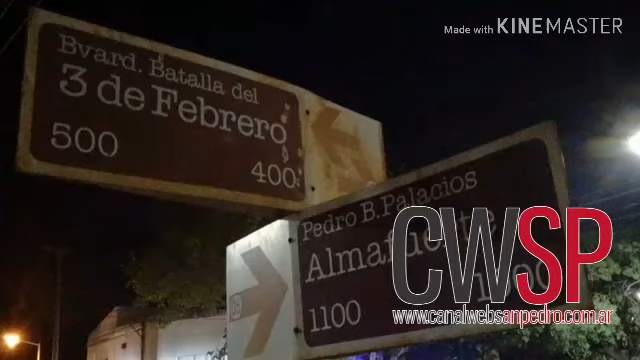 Made with KINEMASTER
Bvard. Batalla del
3 de Febrero
500 400
Pedro B.Palacios
Almafuerte
1100
CWSP
www.canalwebsanpedro.com.ar